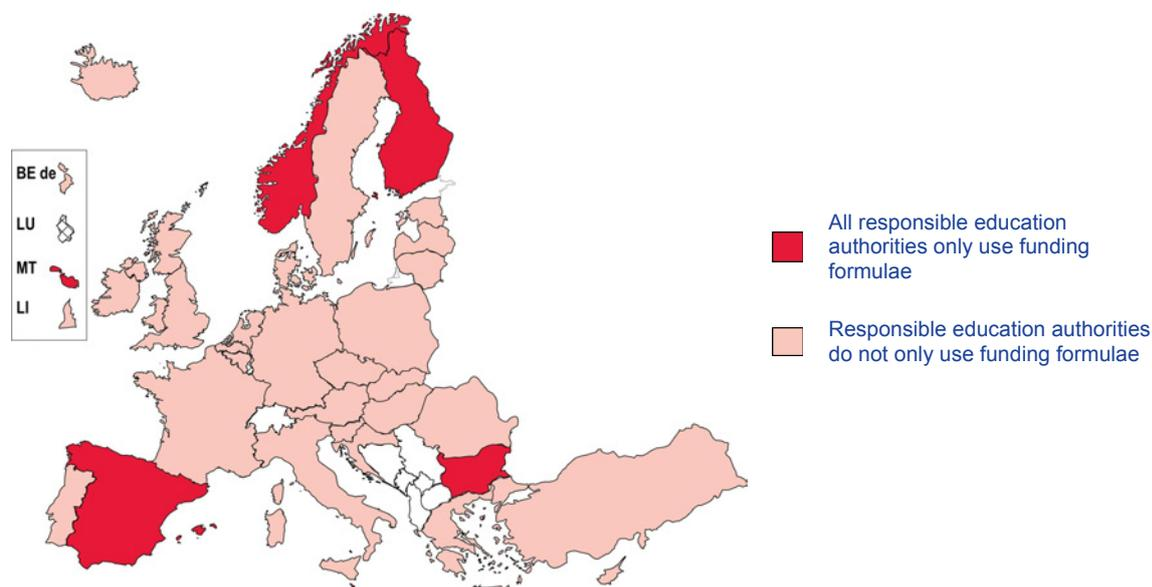 BE de
LU
MT
LI
All responsible education
authorities only use funding
formulae
Responsible education authorities
do not only use funding formulae